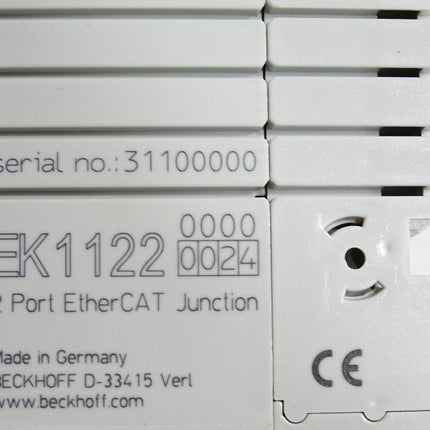 serial no.: 31100000
EK1122 0000
0024
2 Port EtherCAT Junction
Made in Germany
BECKHOFF D-33415 Verl
www.beckhoff.com
CE